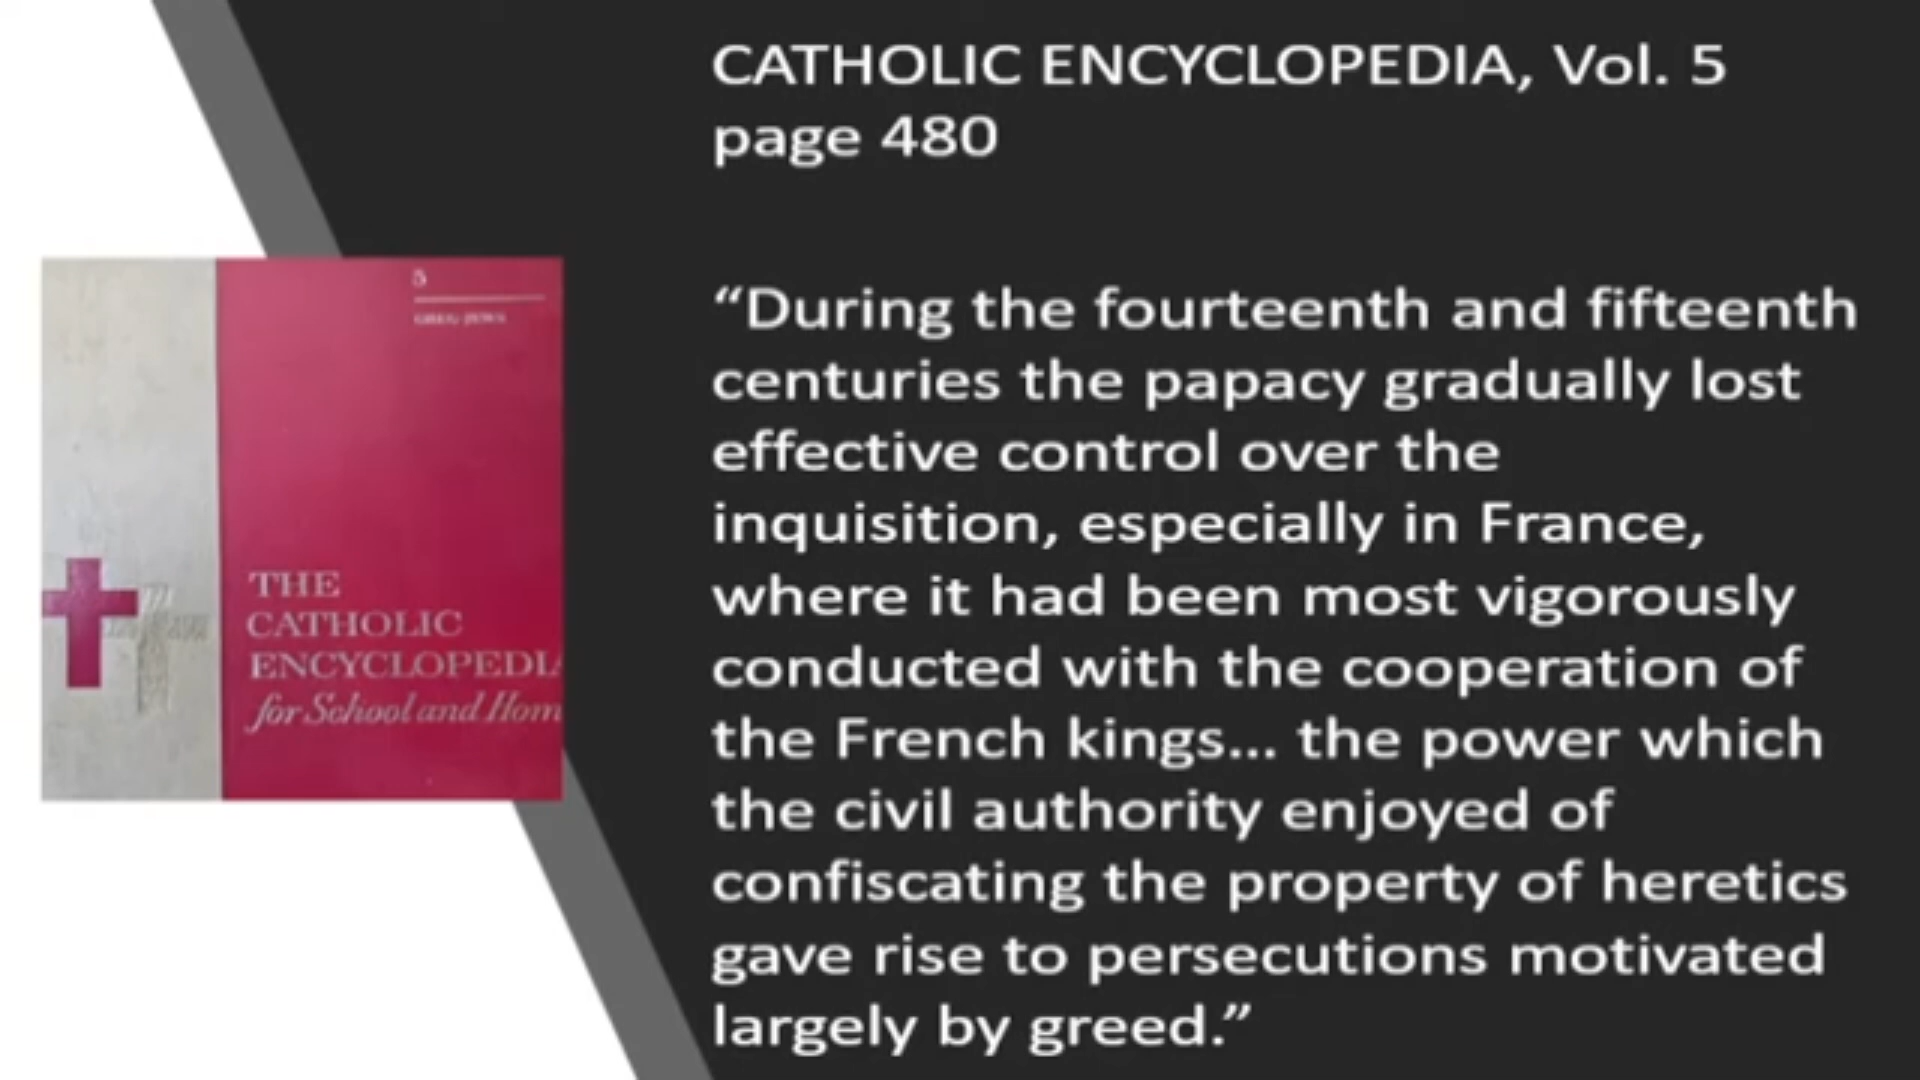 CATHOLIC ENCYCLOPEDIA, Vol. 5
page 480
“During the fourteenth and fifteenth
centuries the papacy gradually lost
effective control over the
inquisition, especially in France,
where it had been most vigorously
conducted with the cooperation of
the French kings... the power which
the civil authority enjoyed of
confiscating the property of heretics
gave rise to persecutions motivated
largely by greed.”
5
THE
CATHOLIC
ENCYCLOPEDIA
for School and Hom